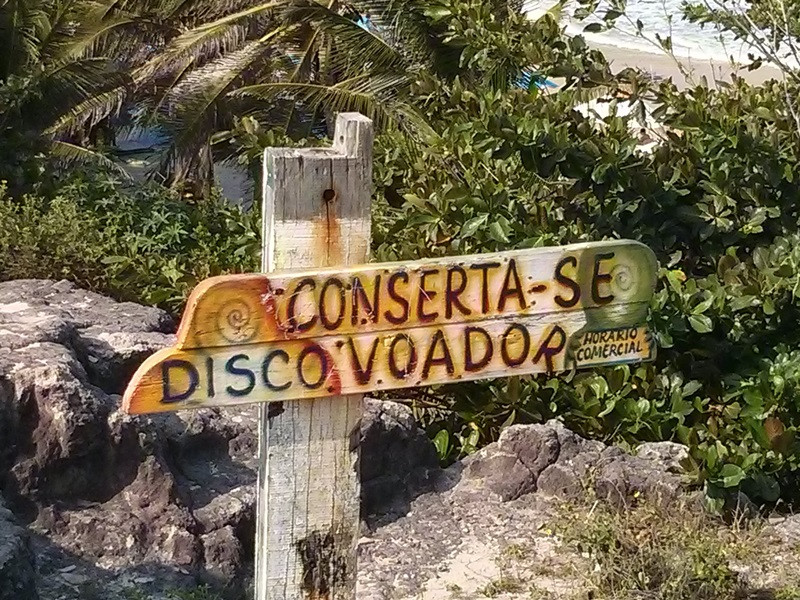 CONSERTA-SE
DISCO VOADOR
HORÁRIO
COMERCIAL